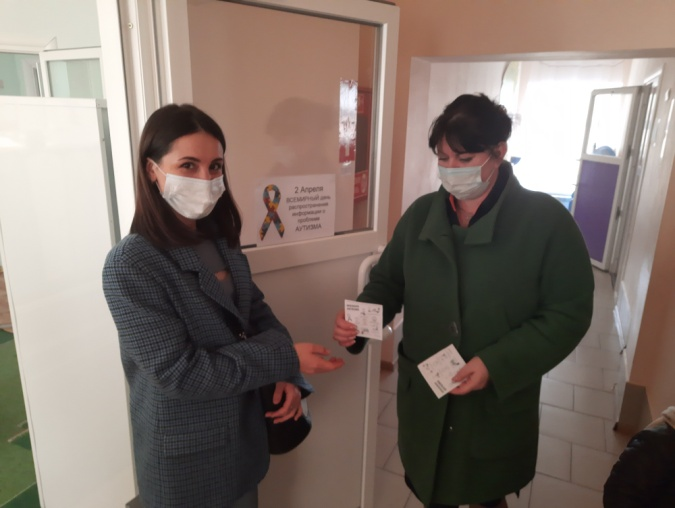 2 Апреля
ВСЕМИРНЫЙ день
распространения
информации о
проблеме
АУТИЗМА